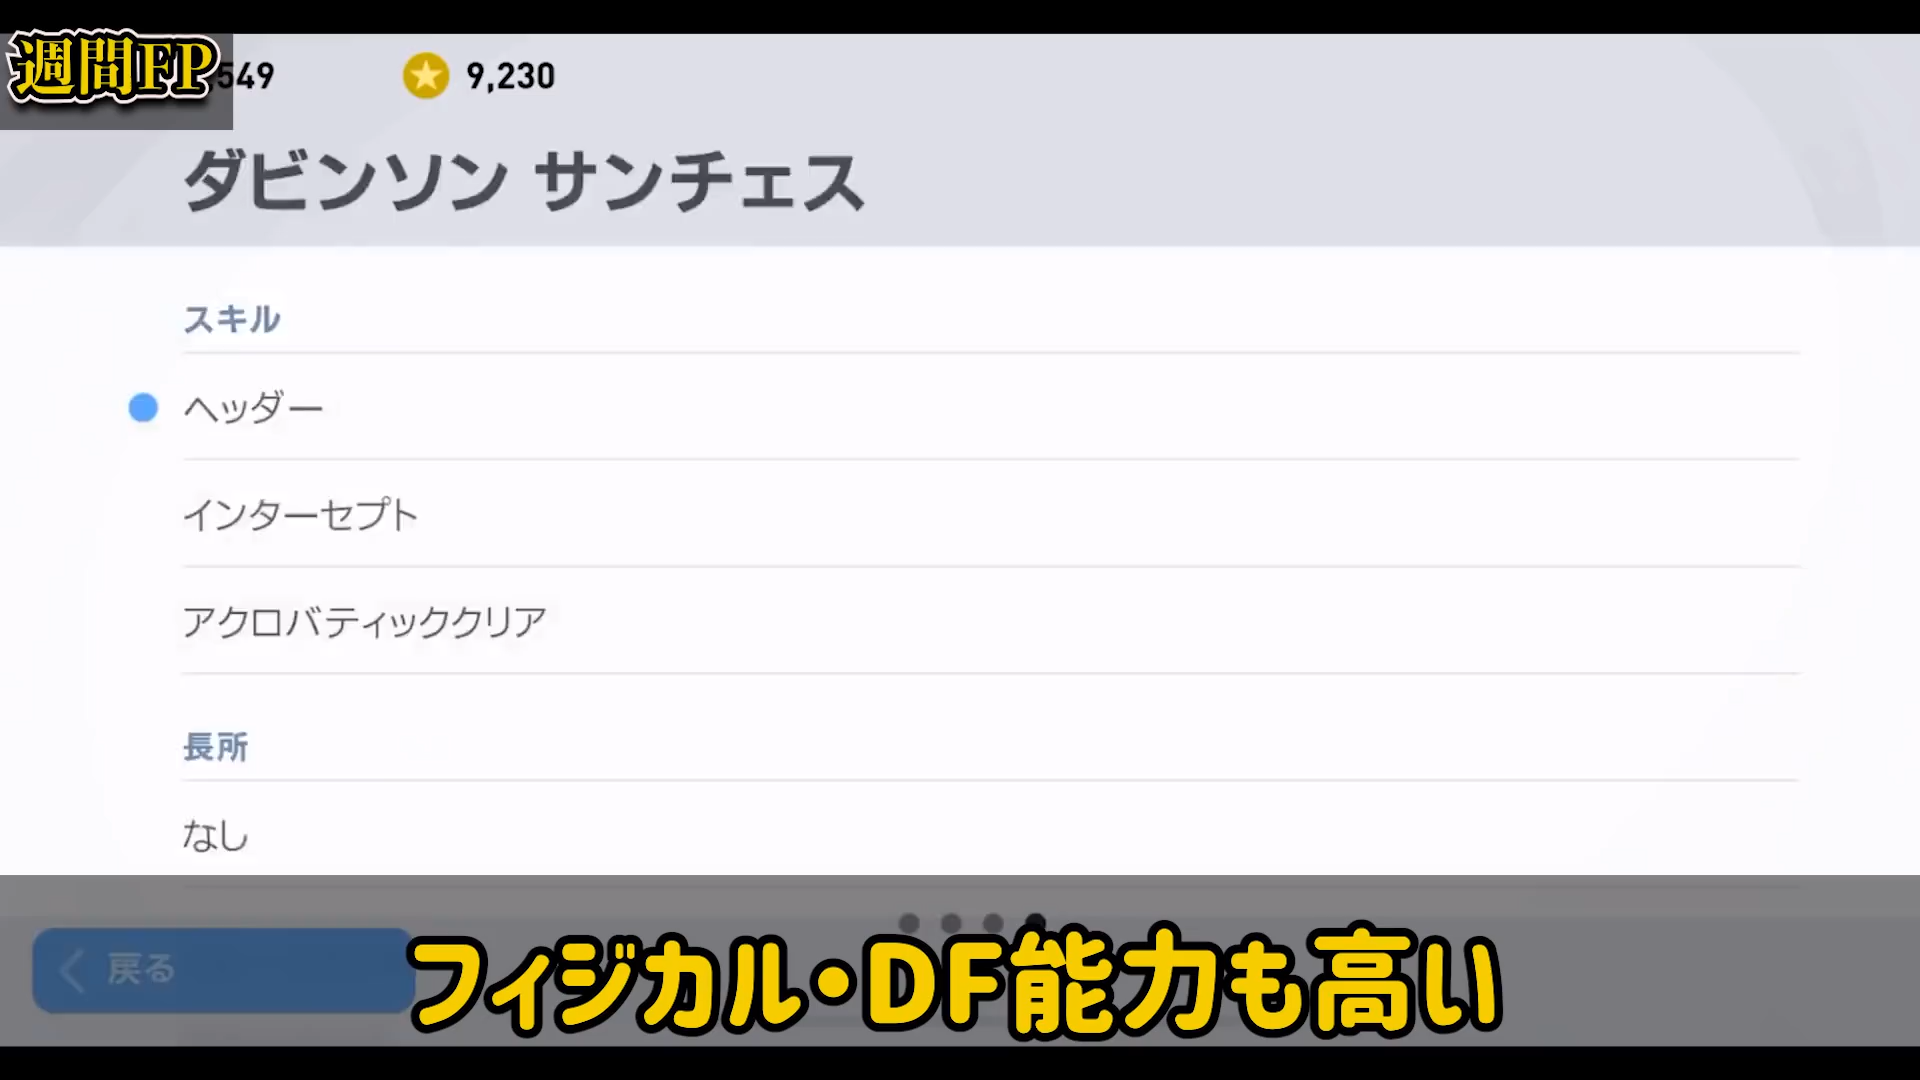 週間FP
,549
9,230
ダビンソン サンチェス
スキル
ヘッダー
インターセプト
アクロバティッククリア
長所
なし
戻る
フィジカル・DF能力も高い